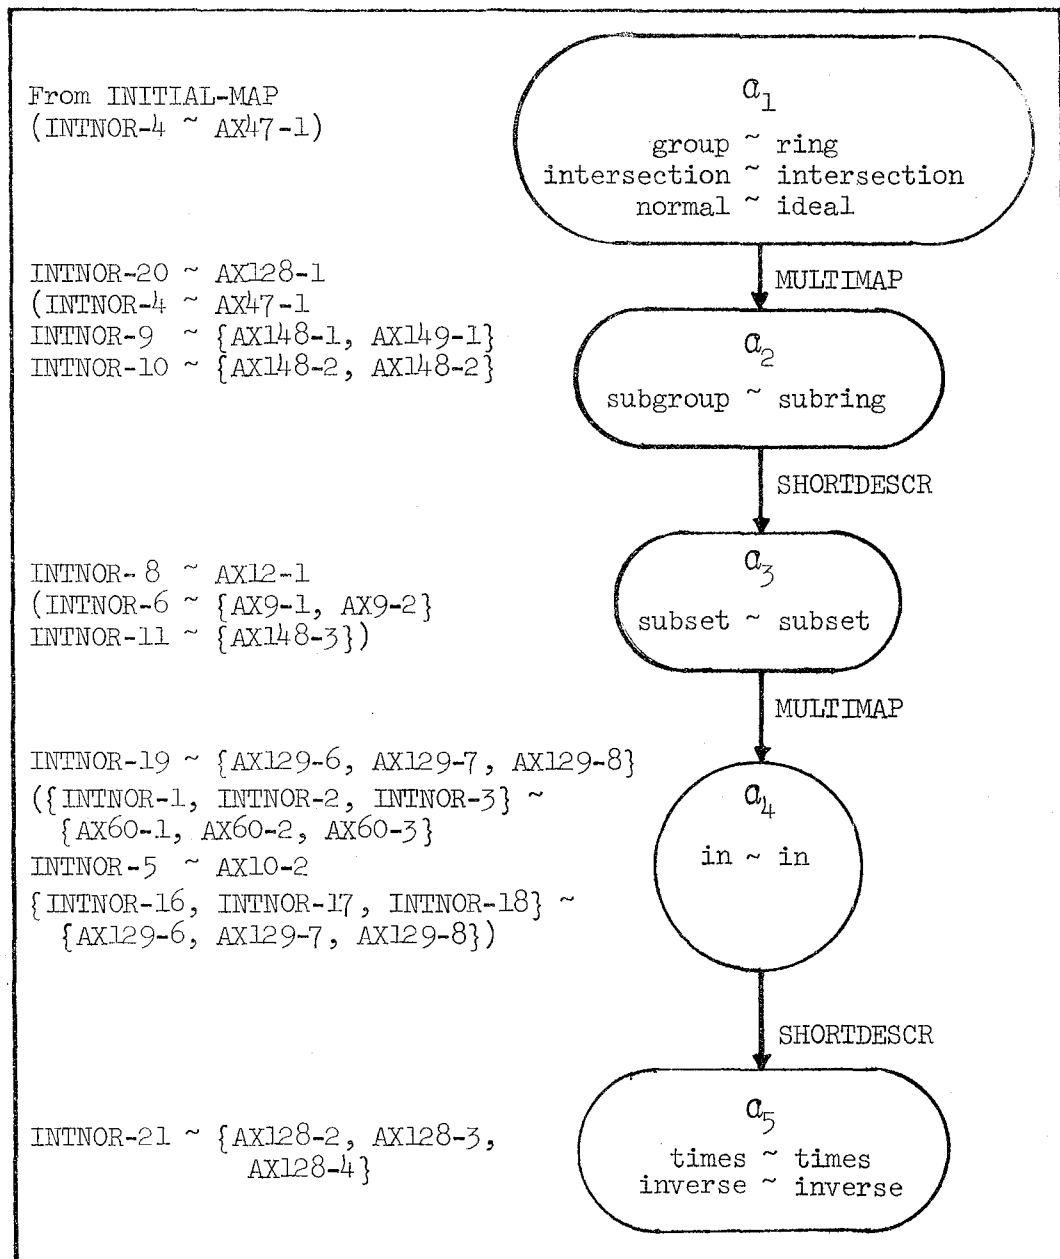 From INITIAL-MAP
(INTNOR-4 ~ AX47-1)
a₁
group ~ ring
intersection ~ intersection
normal ~ ideal
MULTIMAP
INTNOR-20 ~ AX128-1
(INTNOR-4 ~ AX47-1
INTNOR-9 ~ {AX148-1, AX149-1}
INTNOR-10 ~ {AX148-2, AX148-2}
a₂
subgroup ~ subring
SHORTDESCR
INTNOR-8 ~ AX12-1
(INTNOR-6 ~ {AX9-1, AX9-2}
INTNOR-11 ~ {AX148-3})
a₃
subset ~ subset
MULTIMAP
INTNOR-19 ~ {AX129-6, AX129-7, AX129-8}
({INTNOR-1, INTNOR-2, INTNOR-3} ~
{AX60-1, AX60-2, AX60-3}
INTNOR-5 ~ AX10-2
{INTNOR-16, INTNOR-17, INTNOR-18} ~
{AX129-6, AX129-7, AX129-8})
a₄
in ~ in
SHORTDESCR
INTNOR-21 ~ {AX128-2, AX128-3,
AX128-4}
a₅
times ~ times
inverse ~ inverse